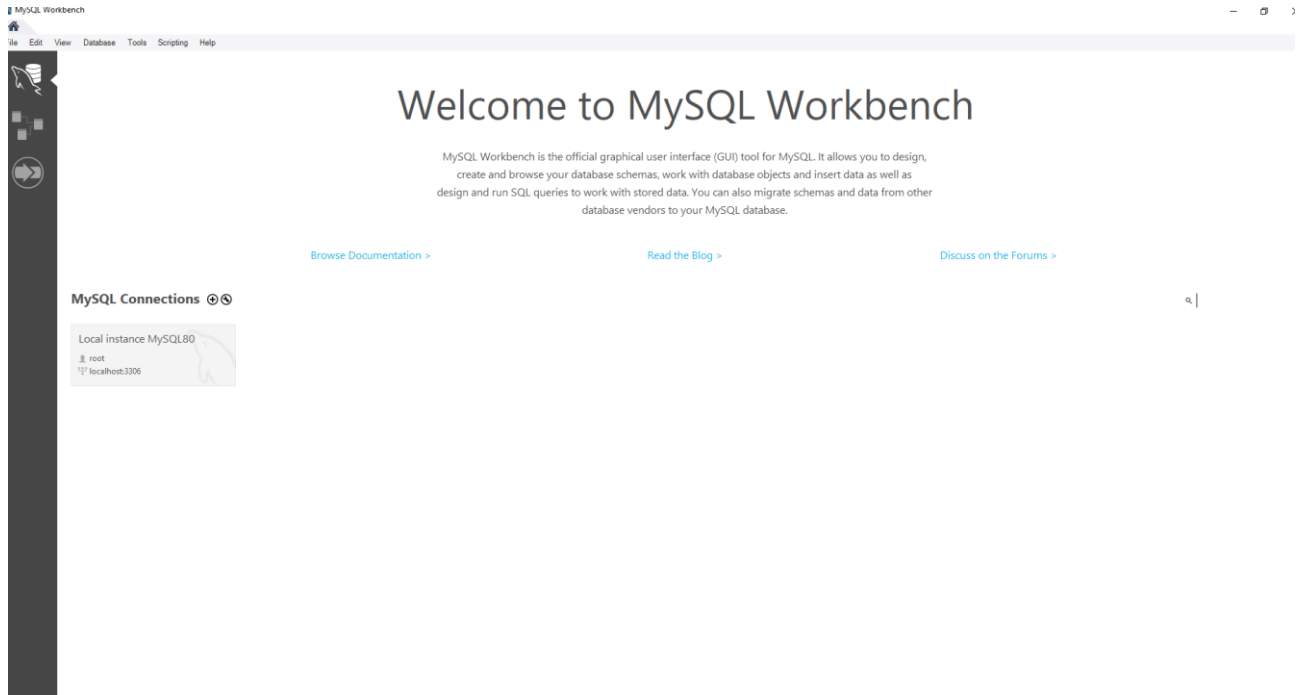 MySQL Workbench
File Edit View Database Tools Scripting Help
Welcome to MySQL Workbench
MySQL Workbench is the official graphical user interface (GUI) tool for MySQL. It allows you to design,
create and browse your database schemas, work with database objects and insert data as well as
design and run SQL queries to work with stored data. You can also migrate schemas and data from other
database vendors to your MySQL database.
Browse Documentation > Read the Blog > Discuss on the Forums >
MySQL Connections
Local instance MySQL80
root
localhost:3306